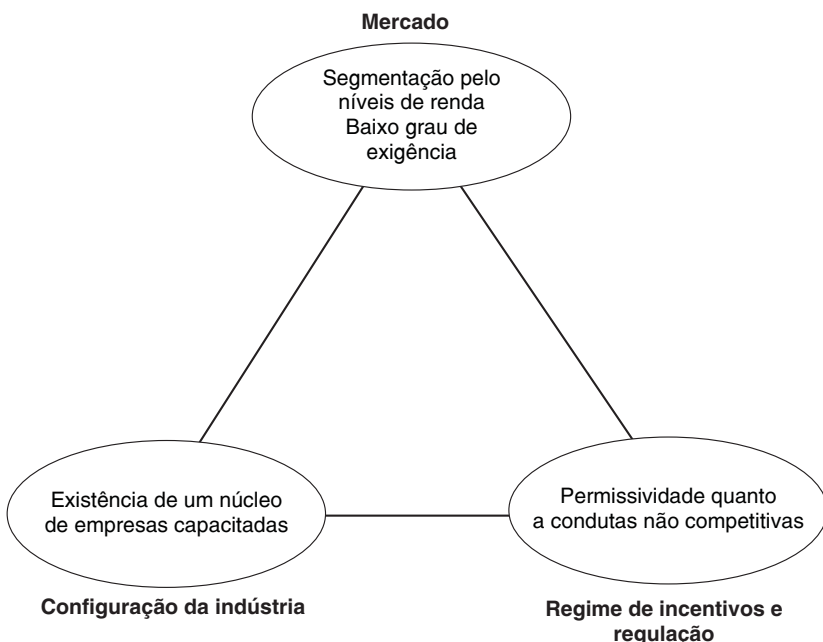 Mercado
Segmentação pelo
níveis de renda
Baixo grau de
exigência
Existência de um núcleo
de empresas capacitadas
Configuração da indústria
Permissividade quanto
a condutas não competitivas
Regime de incentivos e
regulação